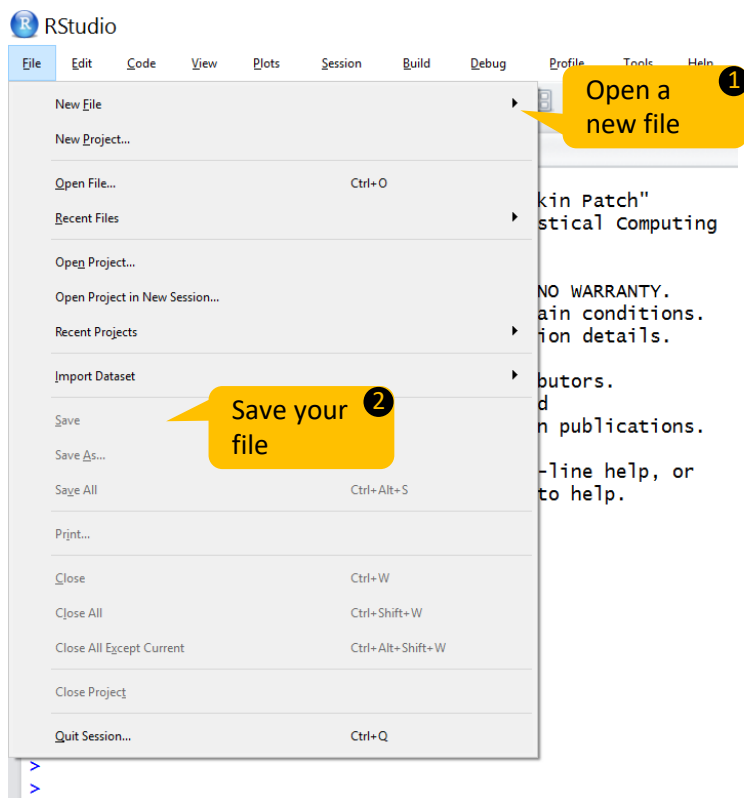 RStudio
File Edit Code View Plots Session Build Debug Profile Tools Help
New File
Open a new file
1
New Project...
Open File... Ctrl+O
kin Patch"
Recent Files
stical Computing
Open Project...
Open Project in New Session...
NO WARRANTY.
ain conditions.
Recent Projects
ion details.
Import Dataset
butors.
d
Save
Save your file
2
n publications.
Save As...
-line help, or
Save All Ctrl+Alt+S
to help.
Print...
Close Ctrl+W
Close All Ctrl+Shift+W
Close All Except Current Ctrl+Alt+Shift+W
Close Project
Quit Session... Ctrl+Q
>
>